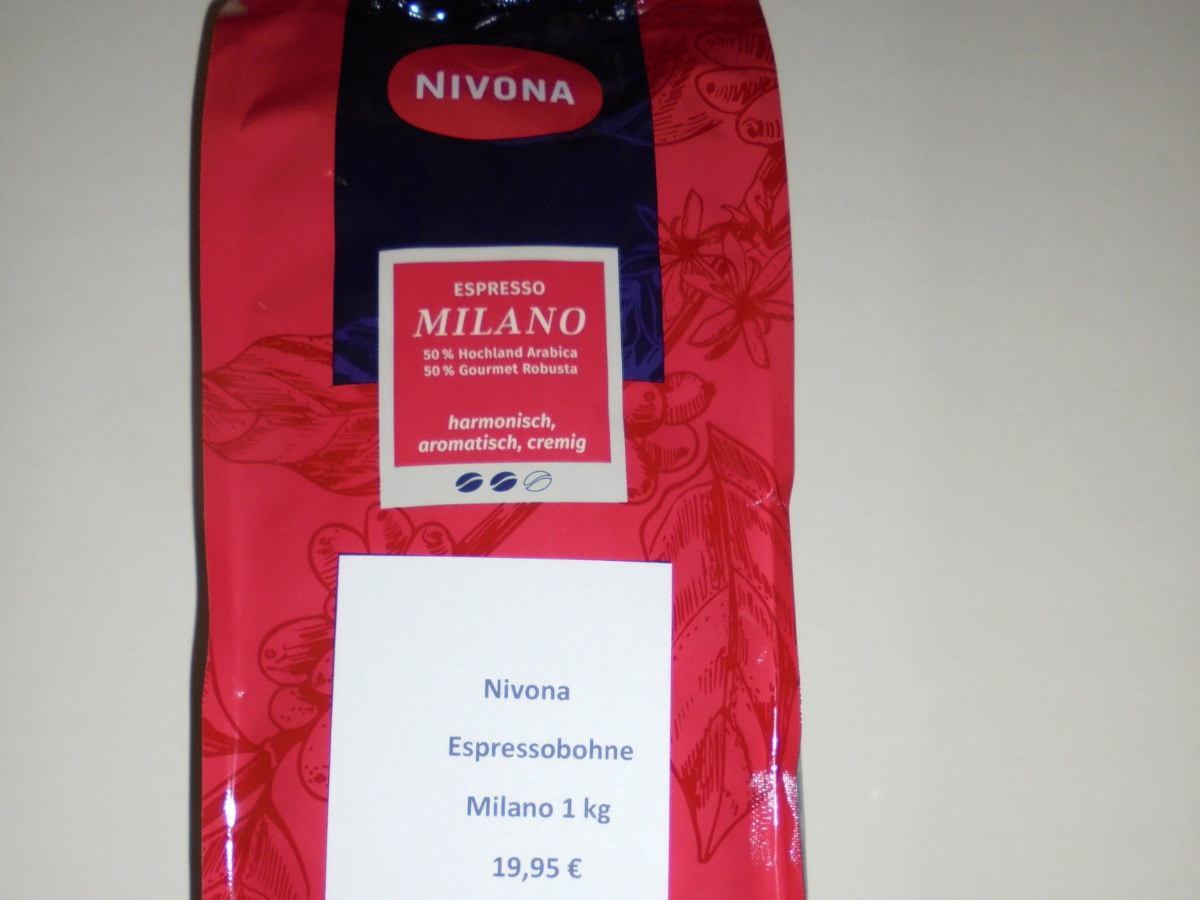 NIVONA
ESPRESSO
MILANO
50 % Hochland Arabica
50 % Gourmet Robusta
harmonisch,
aromatisch, cremig
Nivona
Espressobohne
Milano 1 kg
19,95 €